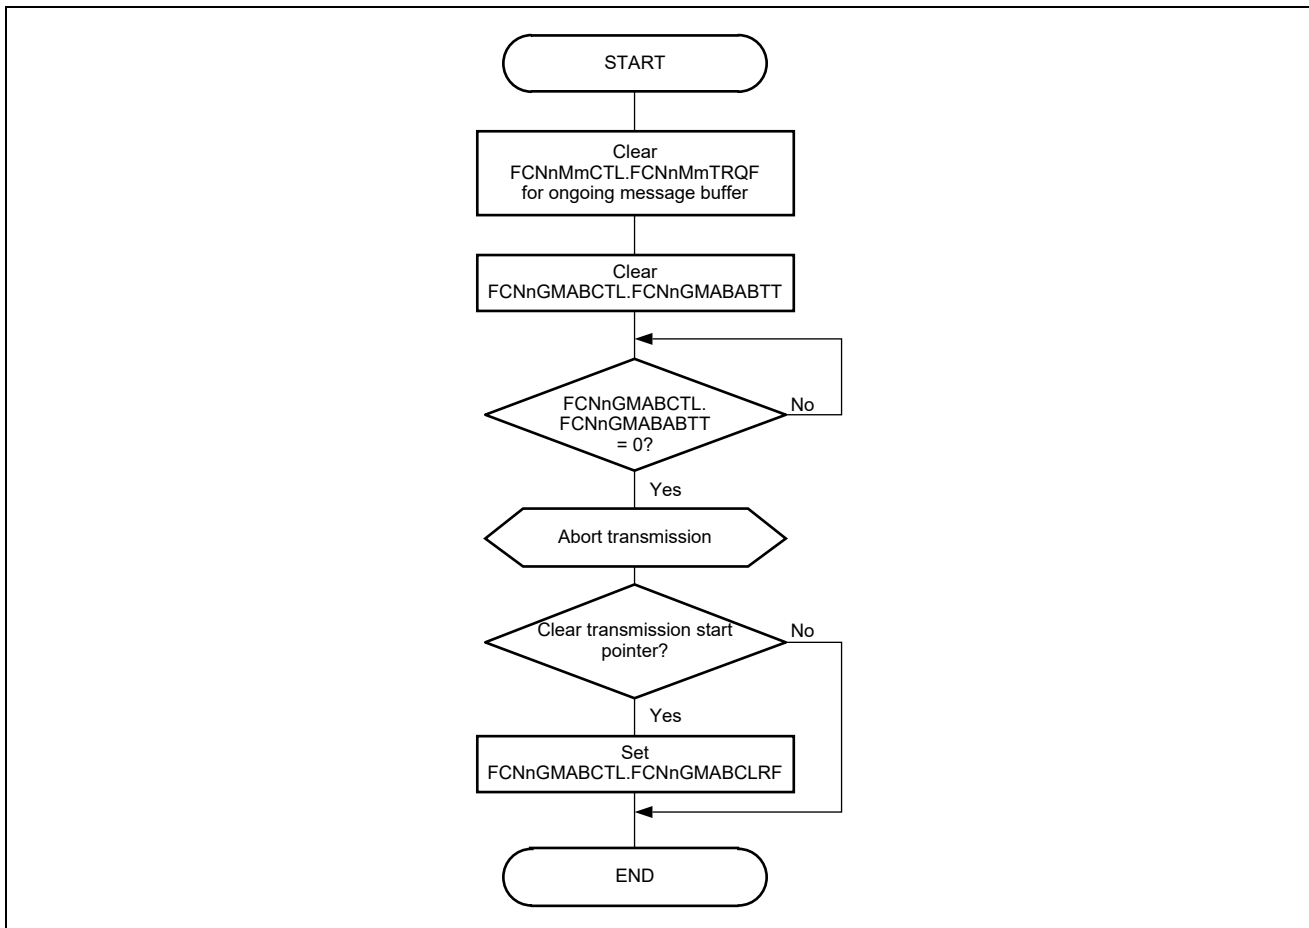 START
Clear
FCNnMmCTL.FCNnMmTRQF
for ongoing message buffer
Clear
FCNnGMABCTL.FCNnGMABABTT
FCNnGMABCTL.
FCNnGMABABTT
= 0?
No
Yes
Abort transmission
Clear transmission start
pointer?
No
Yes
Set
FCNnGMABCTL.FCNnGMABCLRF
END